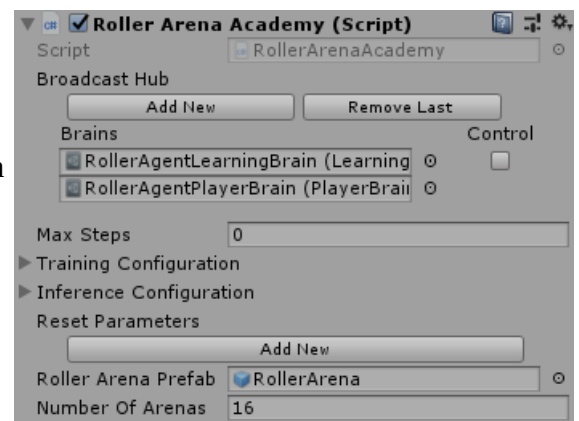 Roller Arena Academy (Script)
Script RollerArenaAcademy
Broadcast Hub
Add New Remove Last
Brains Control
RollerAgentLearningBrain (Learning
RollerAgentPlayerBrain (PlayerBrain
Max Steps 0
Training Configuration
Inference Configuration
Reset Parameters
Add New
Roller Arena Prefab RollerArena
Number Of Arenas 16